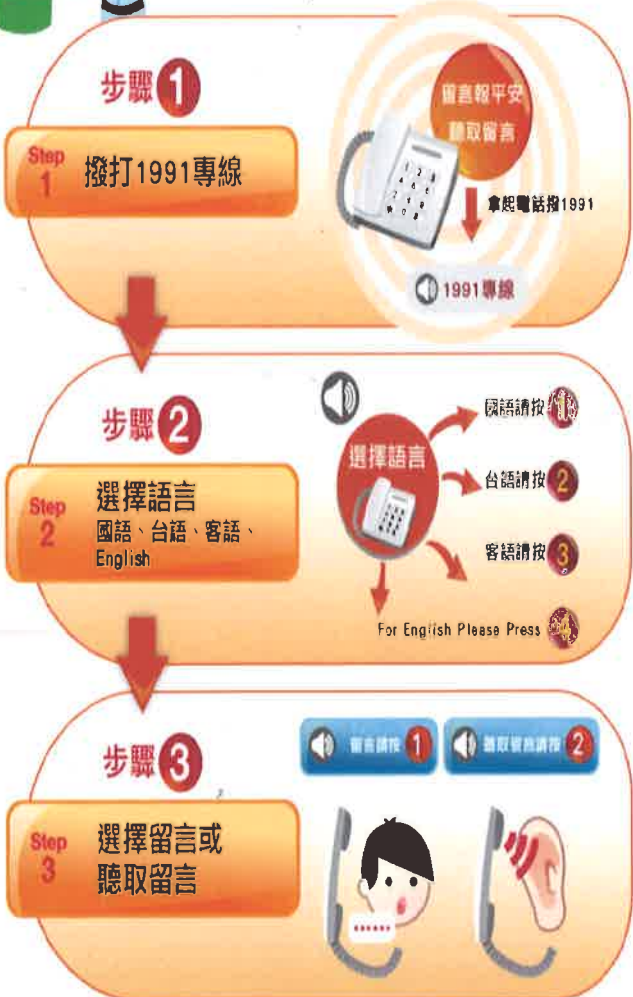 步驟 1
Step 1
撥打1991專線
留言報平安
聽取留言
拿起電話撥1991
1991專線
步驟 2
Step 2
選擇語言
國語、台語、客語、
English
選擇語言
國語請按 1
台語請按 2
客語請按 3
For English Please Press 4
步驟 3
Step 3
選擇留言或
聽取留言
留言請按 1
聽取留言請按 2